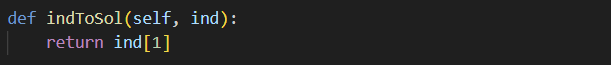 def indToSol(self, ind):
    return ind[1]